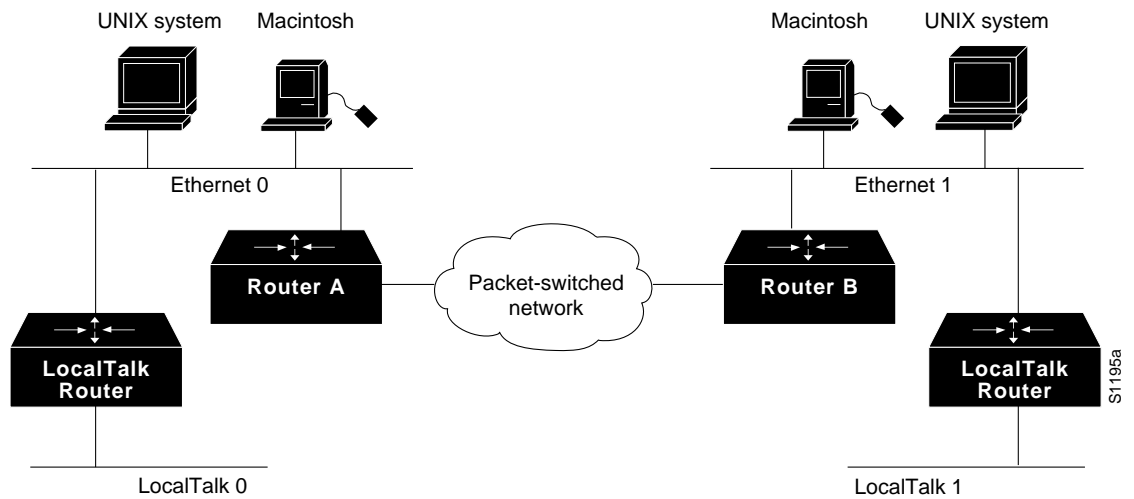 UNIX system
Macintosh
Macintosh
UNIX system
Ethernet 0
Ethernet 1
Router A
Packet-switched
network
Router B
LocalTalk
Router
LocalTalk
Router
S1195a
LocalTalk 0
LocalTalk 1